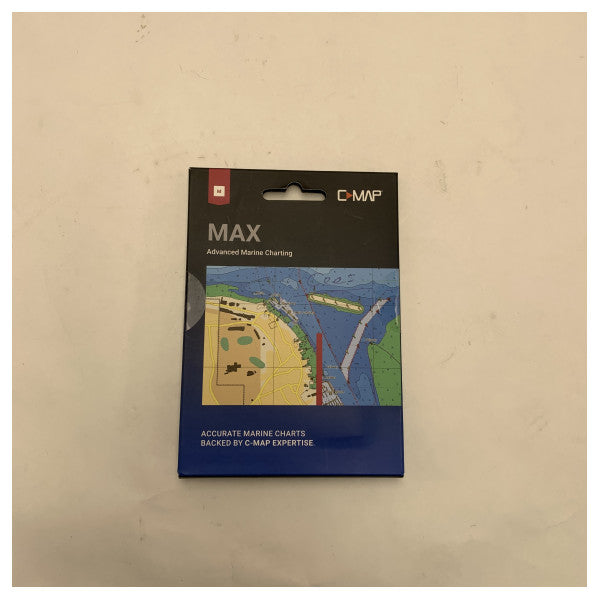 M
C-MAP
MAX
Advanced Marine Charting
ACCURATE MARINE CHARTS
BACKED BY C-MAP EXPERTISE.